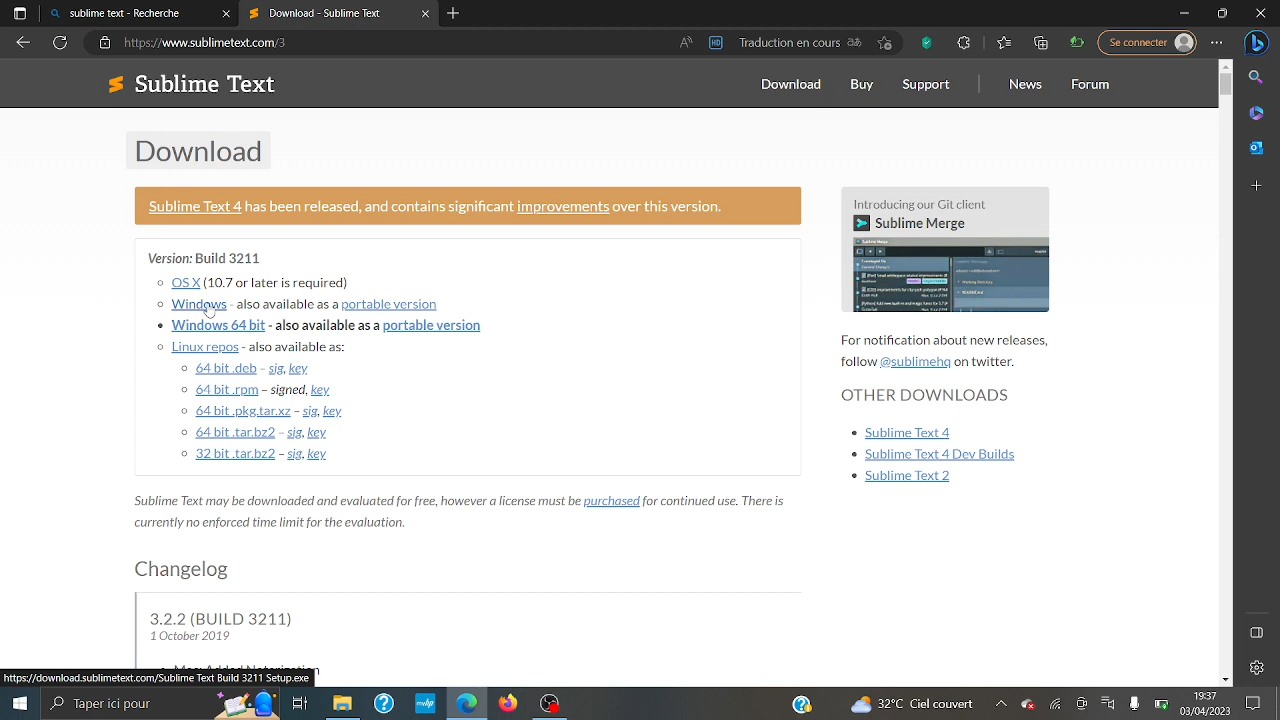 sublime text 3 - Bing
Download - Sublime Text
https://www.sublimetext.com/3
Traduction en cours
Se connecter
Sublime Text
Download
Buy
Support
News
Forum
Download
Sublime Text 4 has been released, and contains significant improvements over this version.
Version: Build 3211
OS X (10.7 or later is required)
Windows - also available as a portable version
Windows 64 bit - also available as a portable version
Linux repos - also available as:
64 bit .deb – sig, key
64 bit .rpm – signed, key
64 bit .pkg.tar.xz – sig, key
64 bit .tar.bz2 – sig, key
32 bit .tar.bz2 – sig, key
Sublime Text may be downloaded and evaluated for free, however a license must be purchased for continued use. There is
currently no enforced time limit for the evaluation.
Changelog
3.2.2 (BUILD 3211)
1 October 2019
Mac: Added Notarization
Introducing our Git client
Sublime Merge
For notification about new releases,
follow @sublimehq on twitter.
OTHER DOWNLOADS
Sublime Text 4
Sublime Text 4 Dev Builds
Sublime Text 2
https://download.sublimetext.com/Sublime Text Build 3211 Setup.exe
Taper ici pour rechercher
32°C
19:37
03/04/2023